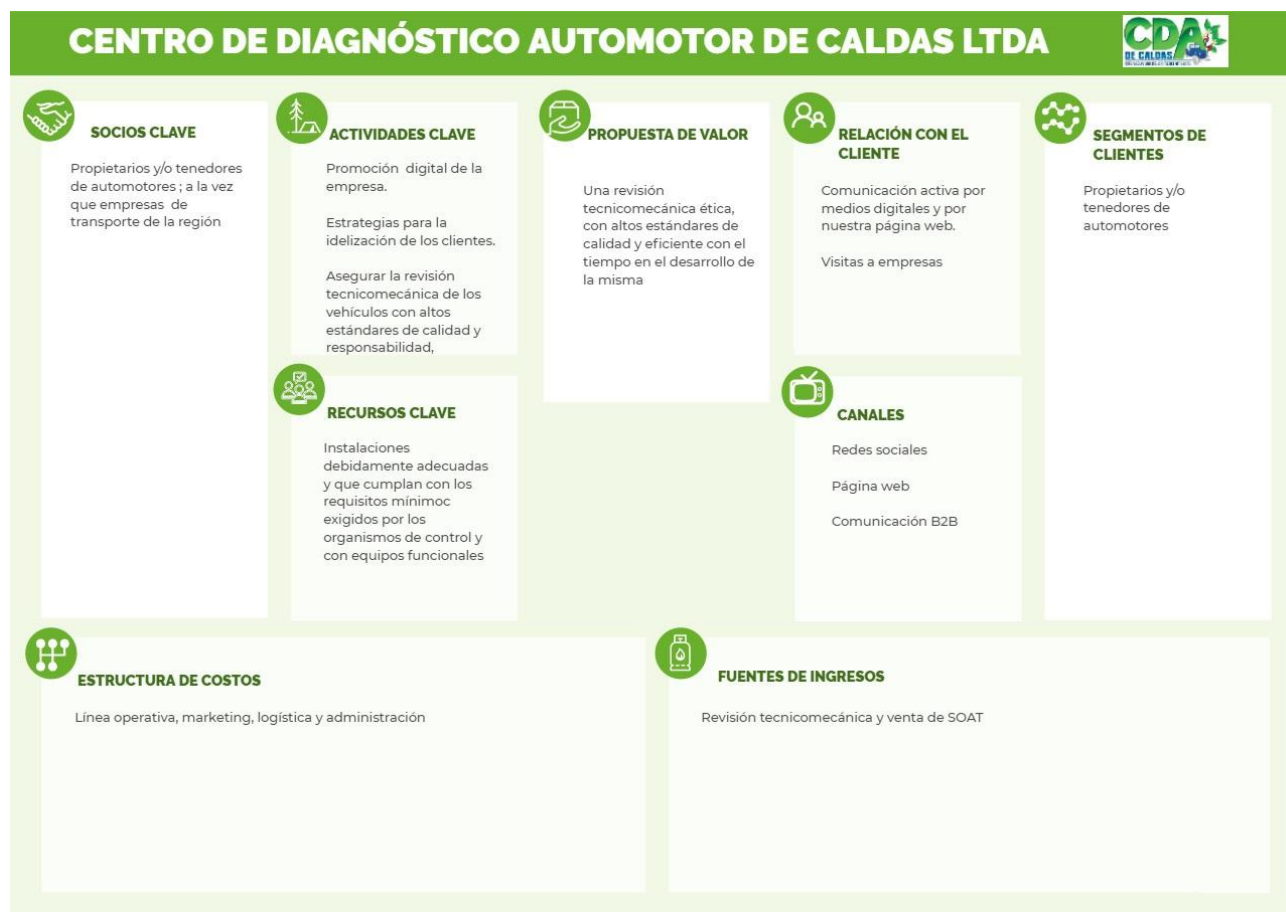 CENTRO DE DIAGNÓSTICO AUTOMOTOR DE CALDAS LTDA
CDA
DE CALDAS
SOCIOS CLAVE
Propietarios y/o tenedores
de automotores ; a la vez
que empresas de
transporte de la región
ACTIVIDADES CLAVE
Promoción digital de la
empresa.
Estrategias para la
idelización de los clientes.
Asegurar la revisión
tecnicomecánica de los
vehículos con altos
estándares de calidad y
responsabilidad,
RECURSOS CLAVE
Instalaciones
debidamente adecuadas
y que cumplan con los
requisitos mínimoc
exigidos por los
organismos de control y
con equipos funcionales
PROPUESTA DE VALOR
Una revisión
tecnicomecánica ética,
con altos estándares de
calidad y eficiente con el
tiempo en el desarrollo de
la misma
RELACIÓN CON EL
CLIENTE
Comunicación activa por
medios digitales y por
nuestra página web.
Visitas a empresas
CANALES
Redes sociales
Página web
Comunicación B2B
SEGMENTOS DE
CLIENTES
Propietarios y/o
tenedores de
automotores
ESTRUCTURA DE COSTOS
Línea operativa, marketing, logística y administración
FUENTES DE INGRESOS
Revisión tecnicomecánica y venta de SOAT